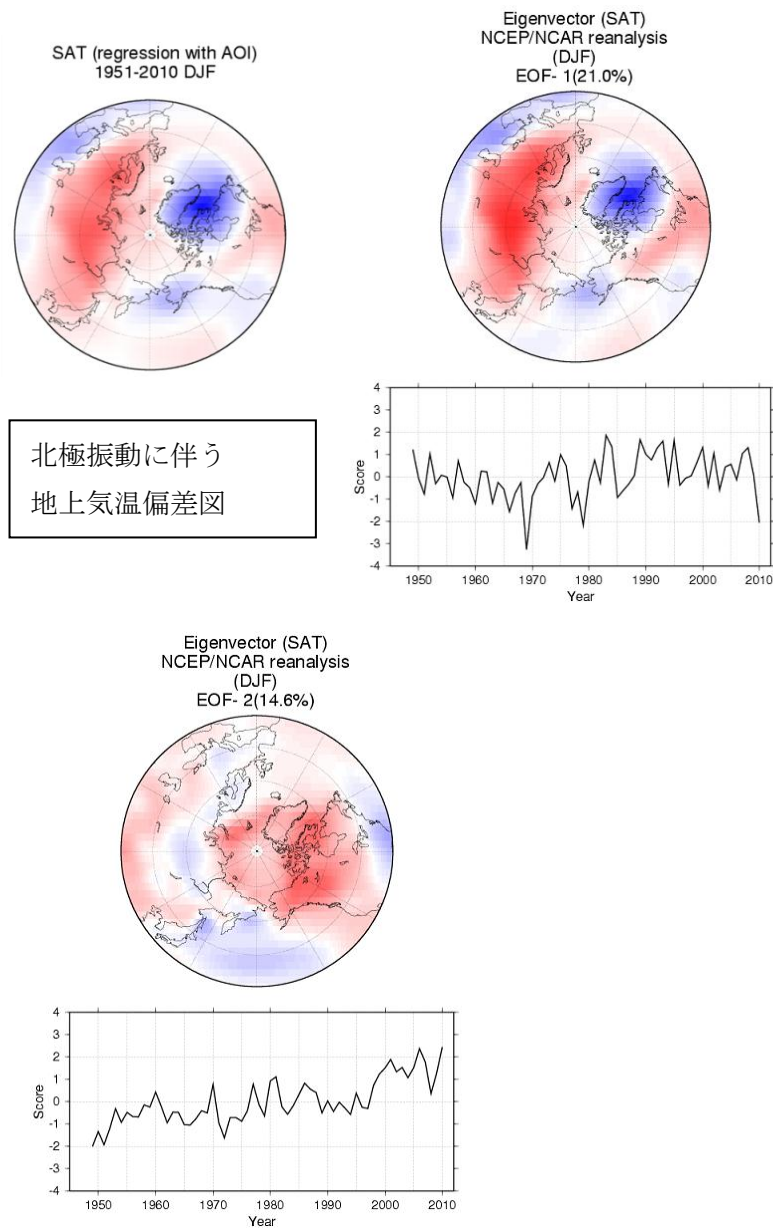 SAT (regression with AOI)
1951-2010 DJF
Eigenvector (SAT)
NCEP/NCAR reanalysis
(DJF)
EOF- 1(21.0%)
北極振動に伴う
地上気温偏差図
4
3
2
1
0
-1
-2
-3
-4
Score
1950 1960 1970 1980 1990 2000 2010
Year
Eigenvector (SAT)
NCEP/NCAR reanalysis
(DJF)
EOF- 2(14.6%)
4
3
2
1
0
-1
-2
-3
-4
Score
1950 1960 1970 1980 1990 2000 2010
Year